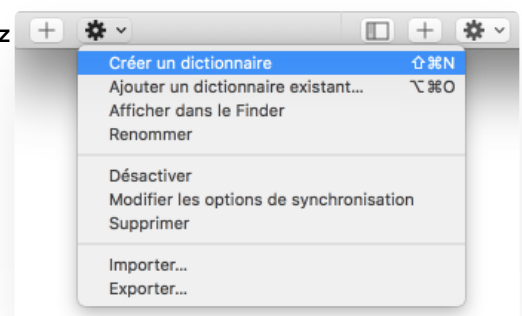 z
Créer un dictionnaire ⇧⌘N
Ajouter un dictionnaire existant... ⌥⌘O
Afficher dans le Finder
Renommer
Désactiver
Modifier les options de synchronisation
Supprimer
Importer...
Exporter...